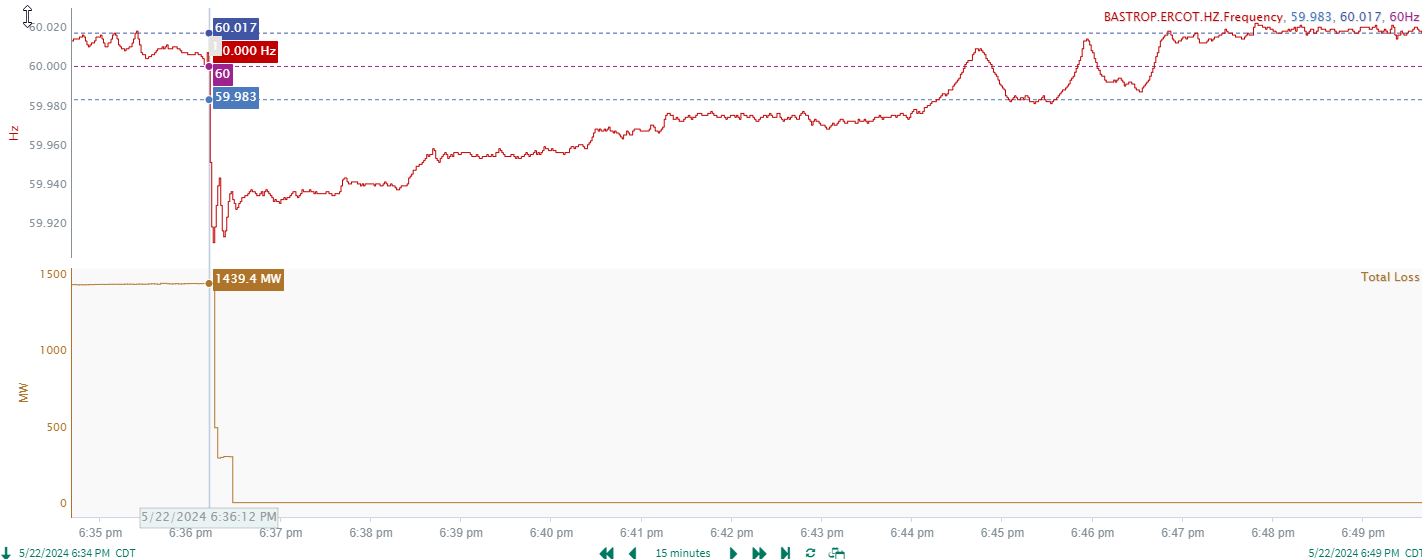 BASTROP.ERCOT.HZ.Frequency, 59.983, 60.017, 60Hz
60.020
60.000
59.980
59.960
59.940
59.920
Hz
60.017
0.000 Hz
60
59.983
Total Loss
1500
1000
500
0
MW
1439.4 MW
5/22/2024 6:36:12 PM
6:35 pm 6:36 pm 6:37 pm 6:38 pm 6:39 pm 6:40 pm 6:41 pm 6:42 pm 6:43 pm 6:44 pm 6:45 pm 6:46 pm 6:47 pm 6:48 pm 6:49 pm
5/22/2024 6:34 PM CDT 15 minutes 5/22/2024 6:49 PM CDT